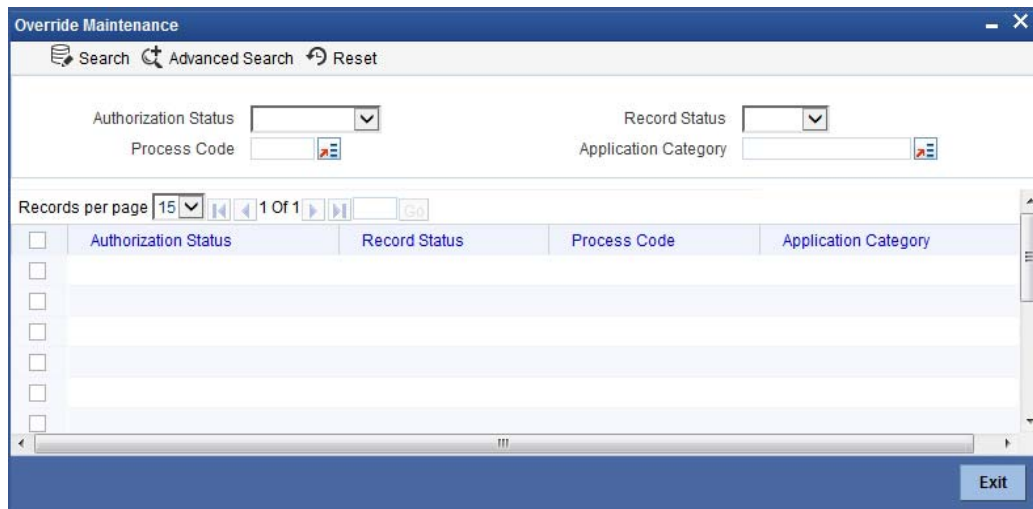 Override Maintenance
Search Advanced Search Reset
Authorization Status Record Status
Process Code Application Category
Records per page 15 1 Of 1 Go
Authorization Status Record Status Process Code Application Category
Exit